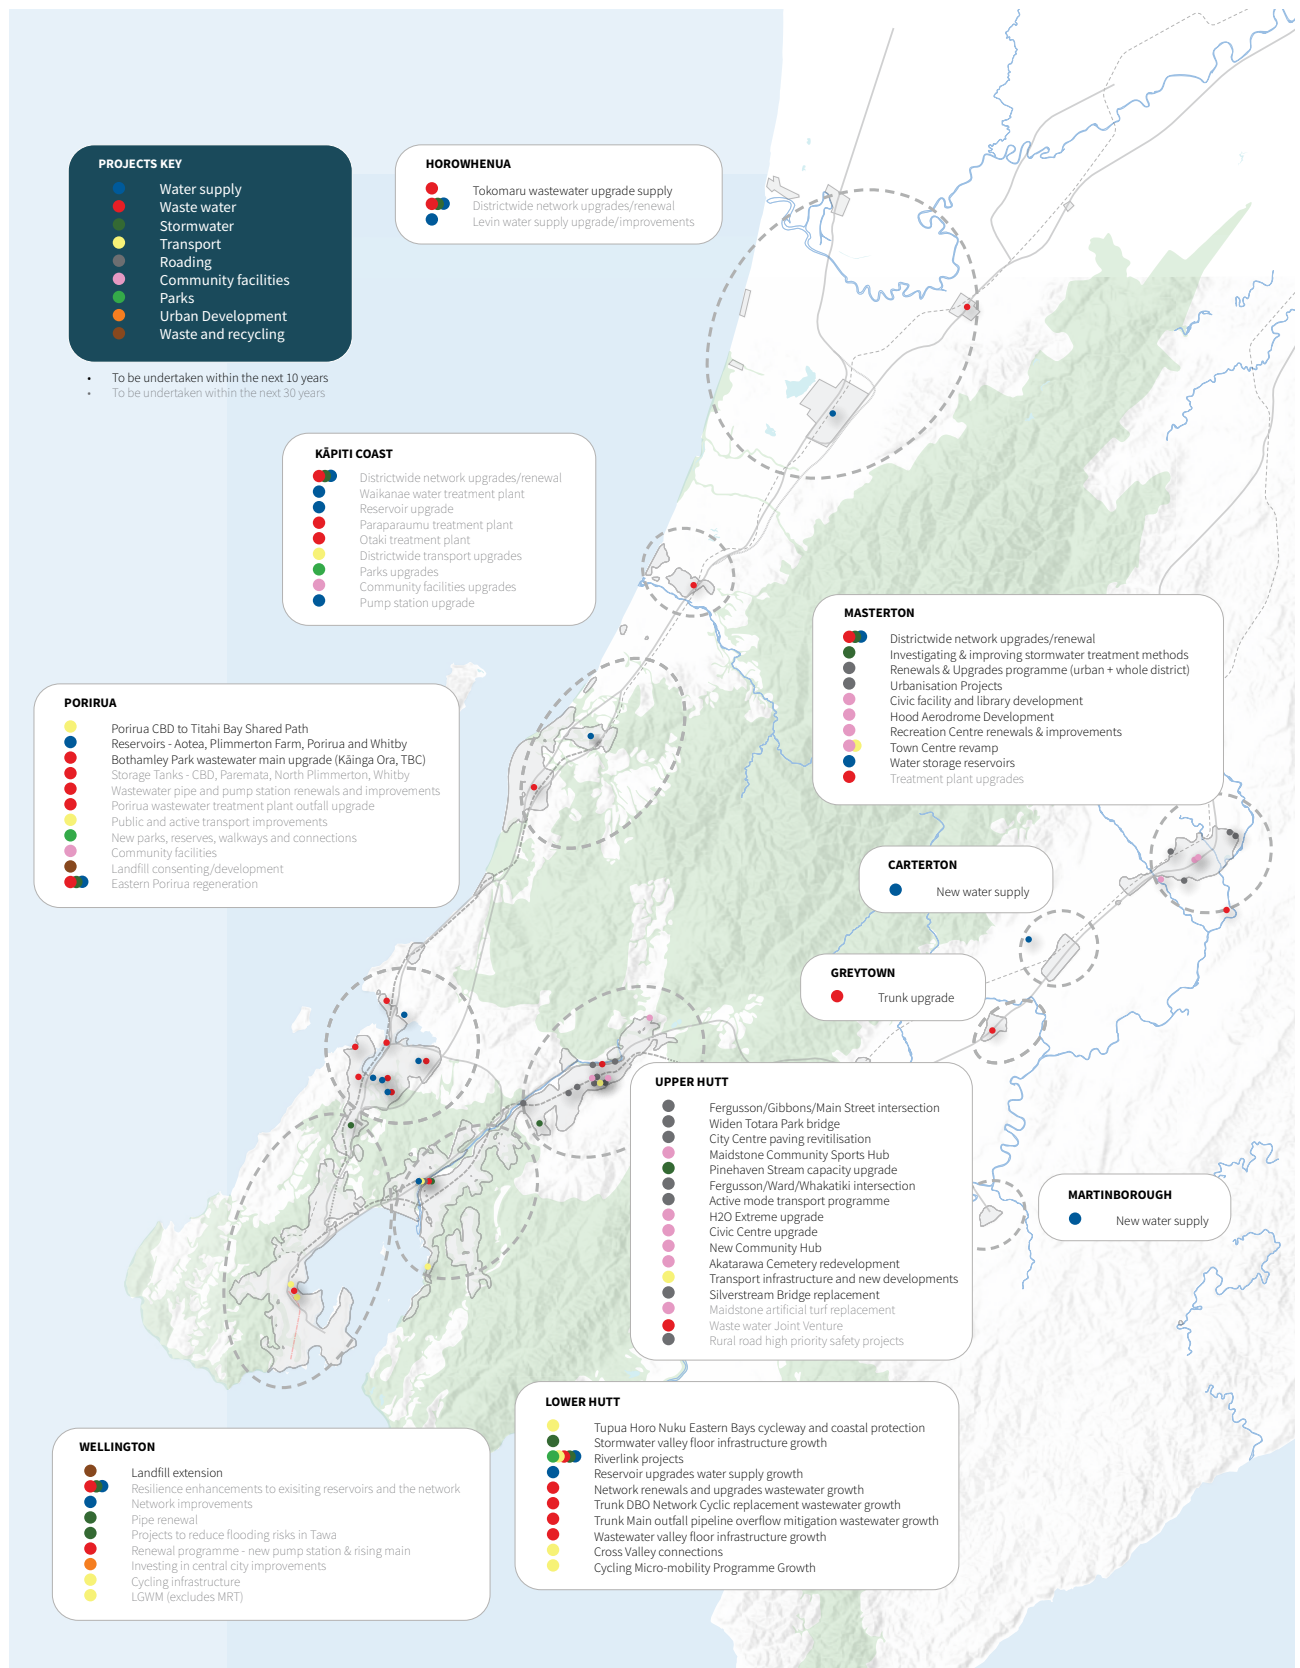 PROJECTS KEY
Water supply
Waste water
Stormwater
Transport
Roading
Community facilities
Parks
Urban Development
Waste and recycling
• To be undertaken within the next 10 years
• To be undertaken within the next 30 years
HOROWHENUA
Tokomaru wastewater upgrade supply
Districtwide network upgrades/renewal
Levin water supply upgrade/improvements
KĀPITI COAST
Districtwide network upgrades/renewal
Waikanae water treatment plant
Reservoir upgrade
Paraparaumu treatment plant
Otaki treatment plant
Districtwide transport upgrades
Parks upgrades
Community facilities upgrades
Pump station upgrade
MASTERTON
Districtwide network upgrades/renewal
Investigating & improving stormwater treatment methods
Renewals & Upgrades programme (urban + whole district)
Urbanisation Projects
Civic facility and library development
Hood Aerodrome Development
Recreation Centre renewals & improvements
Town Centre revamp
Water storage reservoirs
Treatment plant upgrades
PORIRUA
Porirua CBD to Titahi Bay Shared Path
Reservoirs - Aotea, Plimmerton Farm, Porirua and Whitby
Bothamley Park wastewater main upgrade (Kāinga Ora, TBC)
Storage Tanks - CBD, Paremata, North Plimmerton, Whitby
Wastewater pipe and pump station renewals and improvements
Porirua wastewater treatment plant outfall upgrade
Public and active transport improvements
New parks, reserves, walkways and connections
Community facilities
Landfill consenting/development
Eastern Porirua regeneration
CARTERTON
New water supply
GREYTOWN
Trunk upgrade
UPPER HUTT
Fergusson/Gibbons/Main Street intersection
Widen Totara Park bridge
City Centre paving revitilisation
Maidstone Community Sports Hub
Pinehaven Stream capacity upgrade
Fergusson/Ward/Whakatiki intersection
Active mode transport programme
H2O Extreme upgrade
Civic Centre upgrade
New Community Hub
Akatarawa Cemetery redevelopment
Transport infrastructure and new developments
Silverstream Bridge replacement
Maidstone artificial turf replacement
Waste water Joint Venture
Rural road high priority safety projects
MARTINBOROUGH
New water supply
LOWER HUTT
Tupua Horo Nuku Eastern Bays cycleway and coastal protection
Stormwater valley floor infrastructure growth
Riverlink projects
Reservoir upgrades water supply growth
Network renewals and upgrades wastewater growth
Trunk DBO Network Cyclic replacement wastewater growth
Trunk Main outfall pipeline overflow mitigation wastewater growth
Wastewater valley floor infrastructure growth
Cross Valley connections
Cycling Micro-mobility Programme Growth
WELLINGTON
Landfill extension
Resilience enhancements to exisiting reservoirs and the network
Network improvements
Pipe renewal
Projects to reduce flooding risks in Tawa
Renewal programme - new pump station & rising main
Investing in central city improvements
Cycling infrastructure
LGWM (excludes MRT)